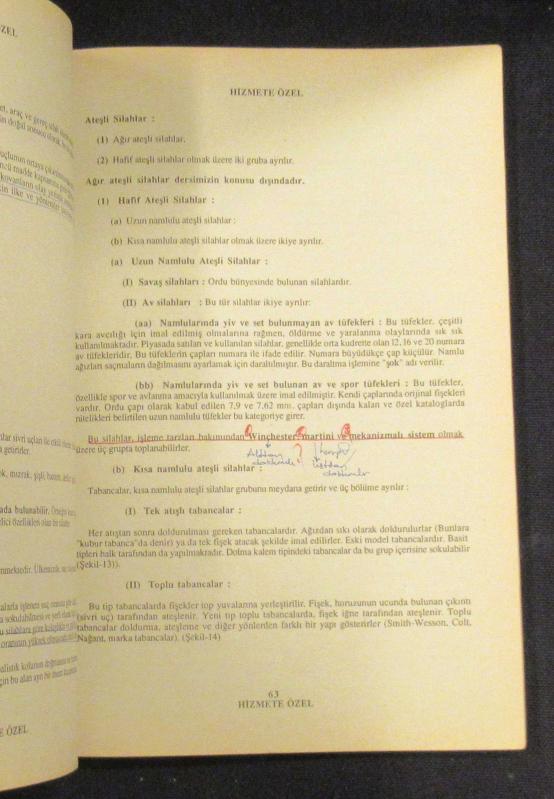 HİZMETE ÖZEL
Ateşli Silahlar :
(1) Ağır ateşli silahlar,
(2) Hafif ateşli silahlar olmak üzere iki gruba ayrılır.
Ağır ateşli silahlar dersimizin konusu dışındadır.
(1) Hafif Ateşli Silahlar :
(a) Uzun namlulu ateşli silahlar :
(b) Kısa namlulu ateşli silahlar olmak üzere ikiye ayrılır.
(a) Uzun Namlulu Ateşli Silahlar :
(I) Savaş silahları : Ordu bünyesinde bulunan silahlardır.
(II) Av silahları : Bu tür silahlar ikiye ayrılır:
(aa) Namlularında yiv ve set bulunmayan av tüfekleri : Bu tüfekler, çeşitli
kara avcılığı için imal edilmiş olmalarına rağmen, öldürme ve yaralanma olaylarında sık sık
kullanılmaktadır. Piyasada satılan ve kullanılan silahlar, genellikle orta kudrette olan 12, 16 ve 20 numara
av tüfekleridir. Bu tüfeklerin çapları numara ile ifade edilir. Numara büyüdükçe çap küçülür. Namlu
ağızları saçmaların dağılmasını ayarlamak için daraltılmıştır. Bu daraltma işlemine "şok" adı verilir.
(bb) Namlularında yiv ve set bulunan av ve spor tüfekleri : Bu tüfekler,
özellikle spor ve avlanma amacıyla kullanılmak üzere imal edilmiştir. Kendi çaplarında orijinal fişekleri
vardır. Ordu çapı olarak kabul edilen 7,9 ve 7,62 mm. çapları dışında kalan ve özel kataloglarda
nitelikleri belirtilen uzun namlulu tüfekler bu kategoriye girer.
Bu silahlar, işleme tarzları bakımından Winchester, martini ve mekanizmalı sistem olmak
üzere üç grupta toplanabilirler.
(b) Kısa namlulu ateşli silahlar :
Tabancalar, kısa namlulu ateşli silahlar grubunu meydana getirir ve üç bölüme ayrılır :
(I) Tek atışlı tabancalar :
Her atıştan sonra doldurulması gereken tabancalardır. Ağızdan sıkı olarak doldurulurlar (Bunlara
"kubur tabanca"da denir) ya da tek fişek atacak şekilde imal edilirler. Eski model tabancalardır. Basit
tipleri halk tarafından da yapılmaktadır. Dolma kalem tipindeki tabancalar da bu grup içerisine sokulabilir
(Şekil-13)).
(II) Toplu tabancalar :
Bu tip tabancalarda fişekler top yuvalarına yerleştirilir. Fişek, horuzunun ucunda bulunan çıkıntı
(sivri uç) tarafından ateşlenir. Yeni tip toplu tabancalarda, fişek iğne tarafından ateşlenir. Toplu
tabancalar doldurma, ateşleme ve diğer yönlerden farklı bir yapı gösterirler (Smith-Wesson, Colt,
Nagant, marka tabancalar). (Şekil-14)
63
HİZMETE ÖZEL